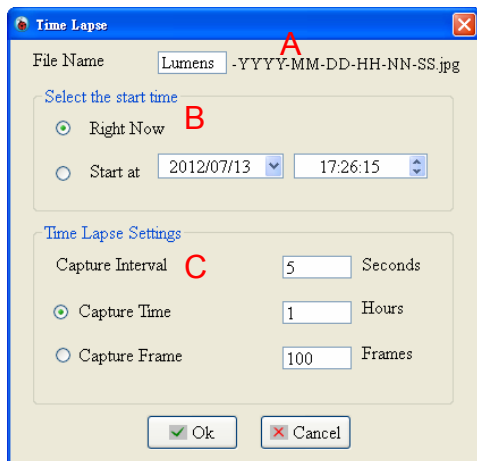 Time Lapse
A
File Name Lumens -YYYY-MM-DD-HH-NN-SS.jpg
Select the start time
B
Right Now
Start at 2012/07/13 17:26:15
Time Lapse Settings
Capture Interval C 5 Seconds
Capture Time 1 Hours
Capture Frame 100 Frames
Ok Cancel